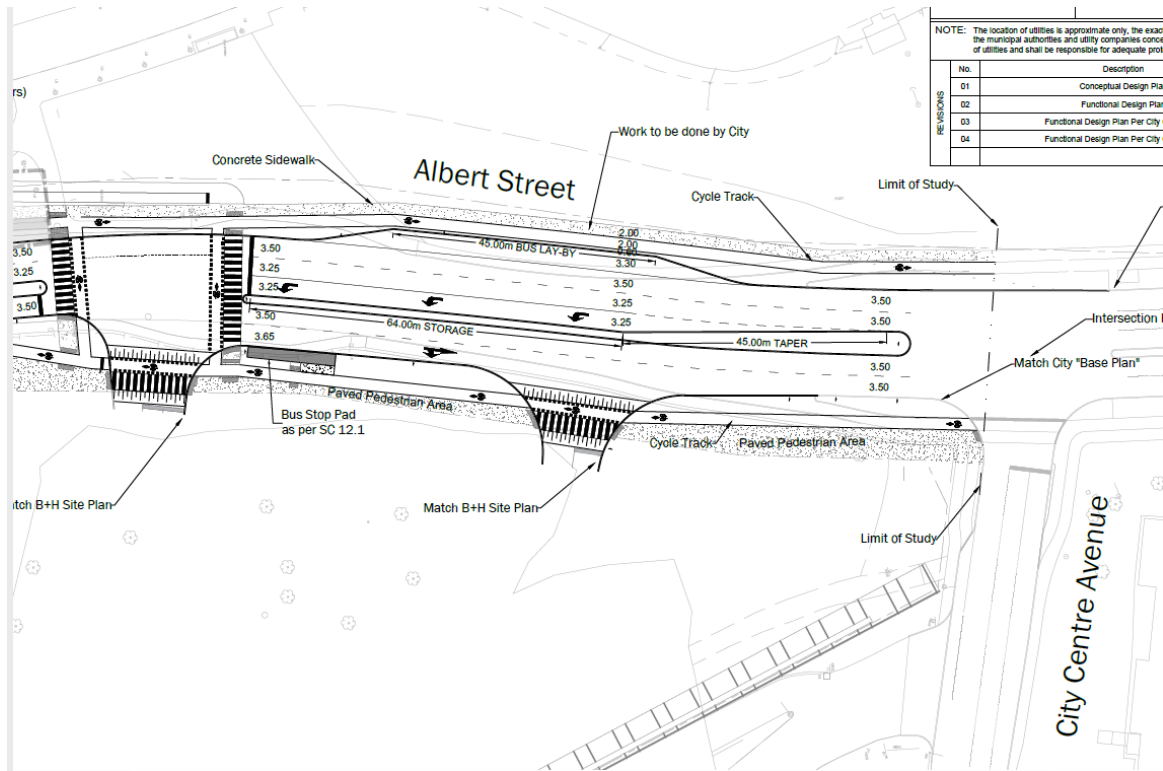 NOTE: The location of utilities is approximate only, the exac
the municipal authorities and utility companies conce
of utilities and shall be responsible for adequate prot
REVISIONS
No. Description
01 Conceptual Design Pla
02 Functional Design Plan
03 Functional Design Plan Per City
04 Functional Design Plan Per City
rs)
Work to be done by City
Concrete Sidewalk
Albert Street
Limit of Study
Cycle Track
2.00
2.00
3.30
45.00m BUS LAY-BY
3.50
3.25
3.50
3.50
3.25
3.25
3.50
3.25
3.25
3.50
3.50
3.50
3.65
64.00m STORAGE
45.00m TAPER
3.50
3.50
Intersection
Match City "Base Plan"
Paved Pedestrian Area
Bus Stop Pad
as per SC 12.1
Cycle Track
Paved Pedestrian Area
tch B+H Site Plan
Match B+H Site Plan
Limit of Study
City Centre Avenue